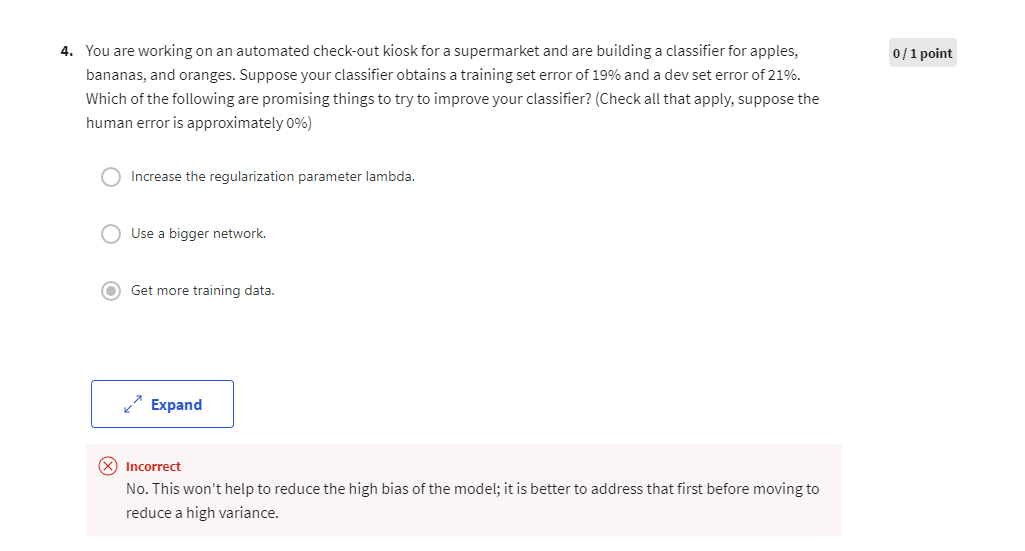 4. You are working on an automated check-out kiosk for a supermarket and are building a classifier for apples,
0 / 1 point
bananas, and oranges. Suppose your classifier obtains a training set error of 19% and a dev set error of 21%.
Which of the following are promising things to try to improve your classifier? (Check all that apply, suppose the
human error is approximately 0%)
Increase the regularization parameter lambda.
Use a bigger network.
Get more training data.
Expand
Incorrect
No. This won't help to reduce the high bias of the model; it is better to address that first before moving to
reduce a high variance.